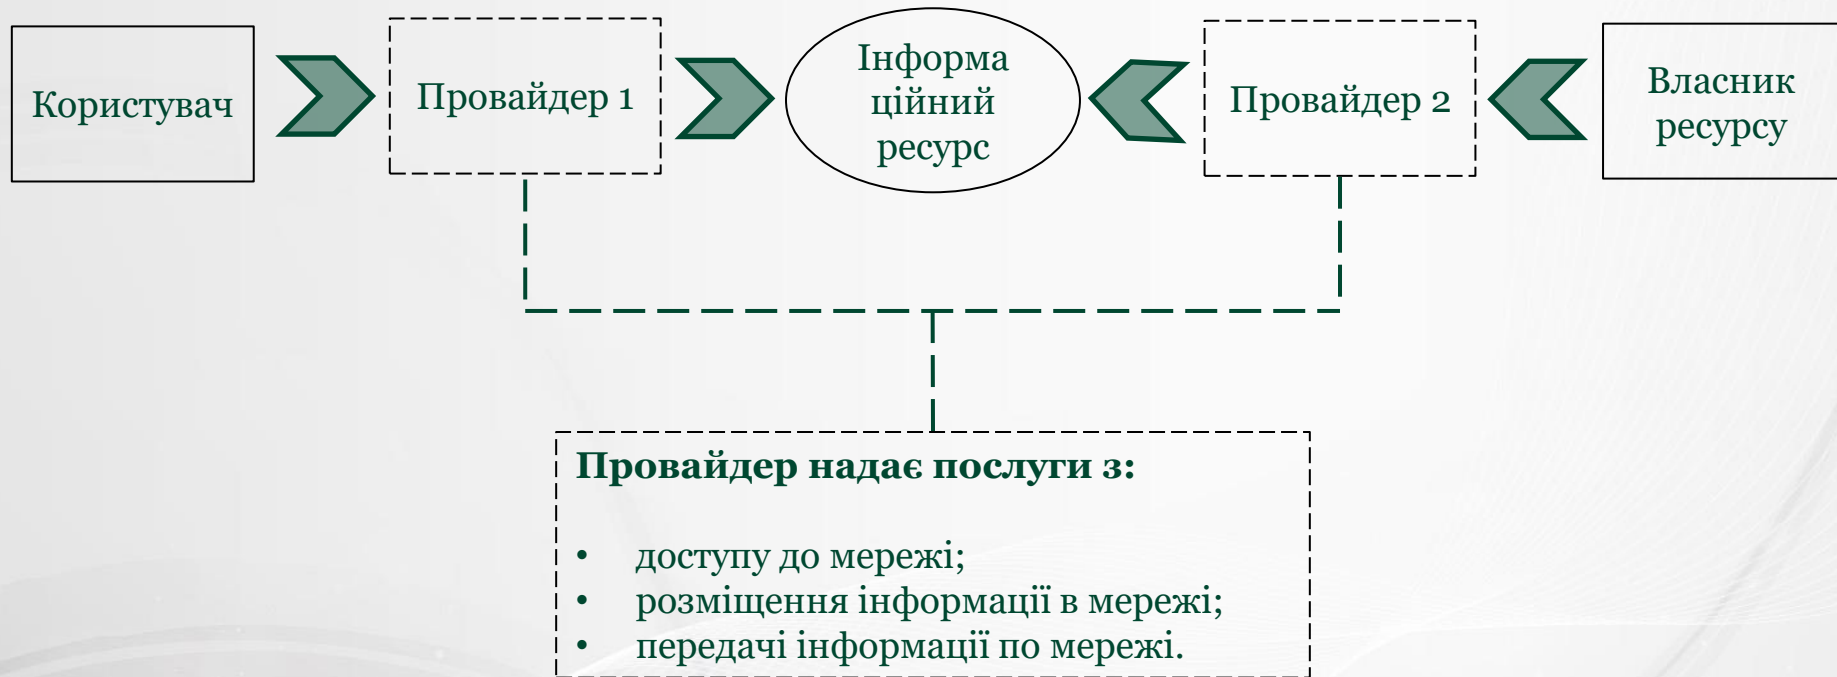 Користувач
Провайдер 1
Інформа
ційний
ресурс
Провайдер 2
Власник
ресурсу
Провайдер надає послуги з:
• доступу до мережі;
• розміщення інформації в мережі;
• передачі інформації по мережі.